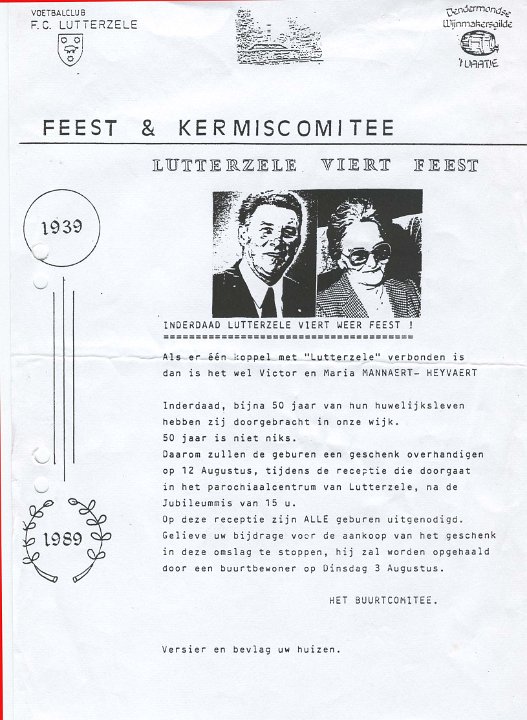 VOETBALCLUB
F.C. LUTTERZELE
Dendermondse
Wijnmakersgilde
'T VAATJE
FEEST & KERMISCOMITEE
LUTTERZELE VIERT FEEST
1939
INDERDAAD LUTTERZELE VIERT WEER FEEST !
Als er één koppel met "Lutterzele" verbonden is
dan is het wel Victor en Maria MANNAERT- HEYVAERT
Inderdaad, bijna 50 jaar van hun huwelijksleven
hebben zij doorgebracht in onze wijk.
50 jaar is niet niks.
Daarom zullen de geburen een geschenk overhandigen
op 12 Augustus, tijdens de receptie die doorgaat
in het parochiaalcentrum van Lutterzele, na de
Jubileummis van 15 u.
Op deze receptie zijn ALLE geburen uitgenodigd.
Gelieve uw bijdrage voor de aankoop van het geschenk
in deze omslag te stoppen, hij zal worden opgehaald
door een buurtbewoner op Dinsdag 3 Augustus.
1989
HET BUURTCOMITEE.
Versier en bevlag uw huizen.